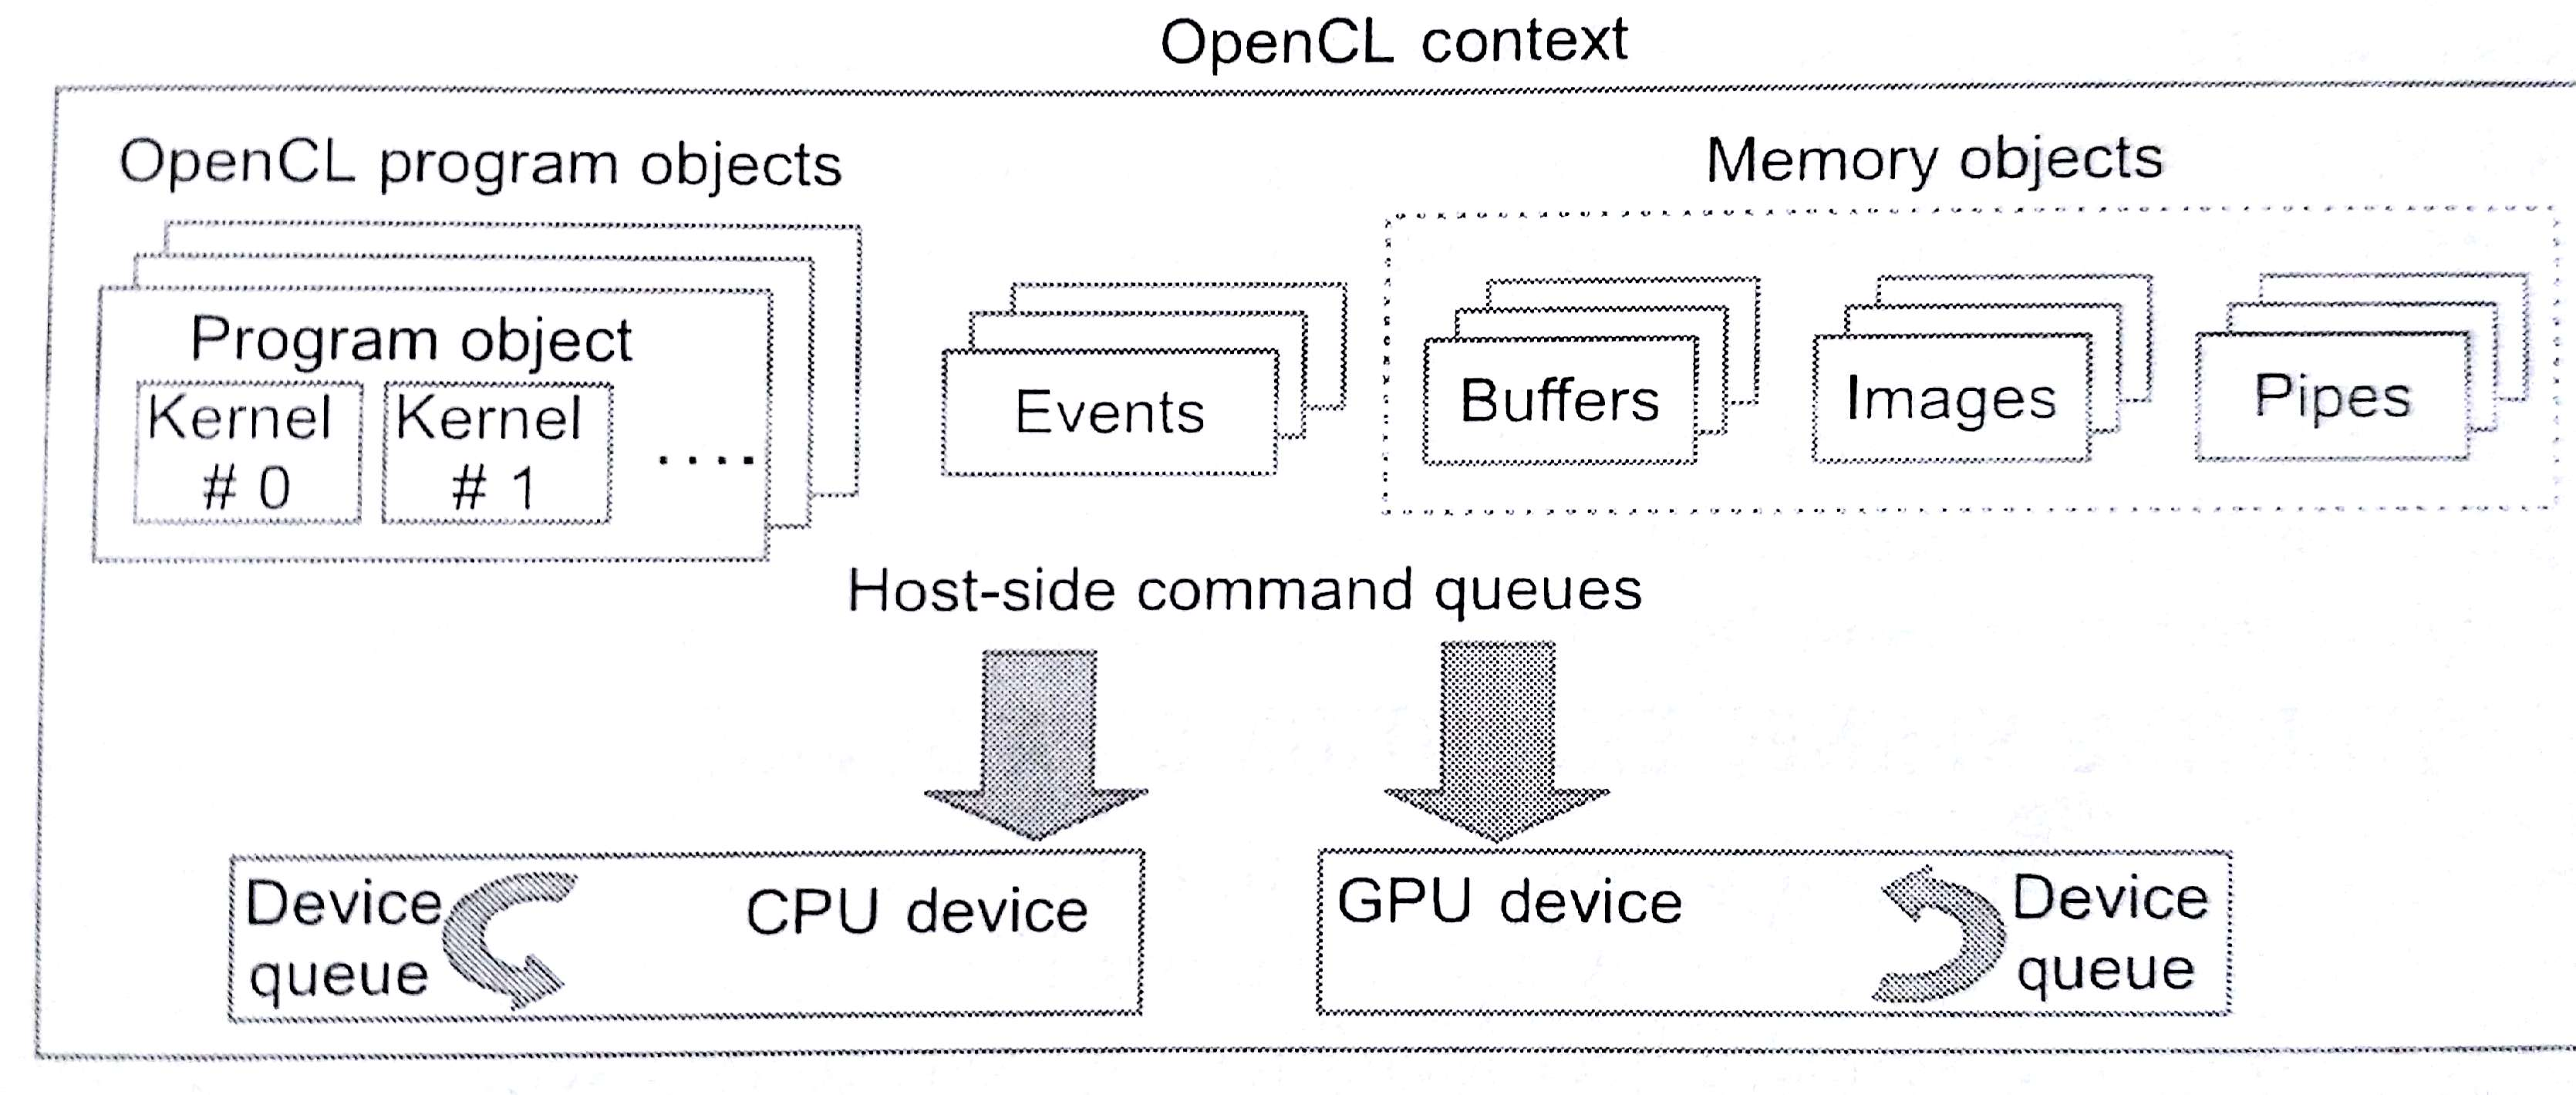 OpenCL context
OpenCL program objects
Memory objects
Program object
Kernel
# 0
Kernel
# 1
....
Events
Buffers
Images
Pipes
Host-side command queues
Device
queue
CPU device
GPU device
Device
queue